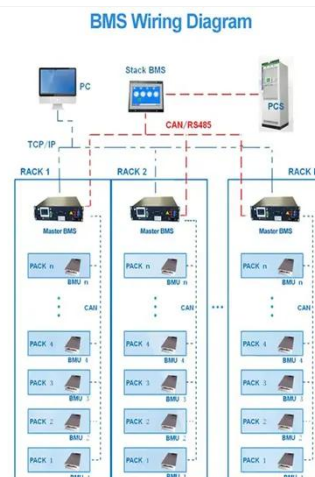 BMS Wiring Diagram
Stack BMS
PC
PCS
CAN/RS485
TCP/IP
RACK 1
RACK 2
RACK
Master BMS
Master BMS
Master BMS
PACK n
BMU n
PACK n
BMU n
PACK n
BMU n
CAN
CAN
CAN
PACK 4
BMU 4
PACK 4
BMU 4
PACK 4
BMU 4
PACK 3
BMU 3
PACK 3
BMU 3
PACK 3
BMU 3
PACK 2
BMU 2
PACK 2
BMU 2
PACK 2
BMU 2
PACK 1
PACK 1
PACK 1